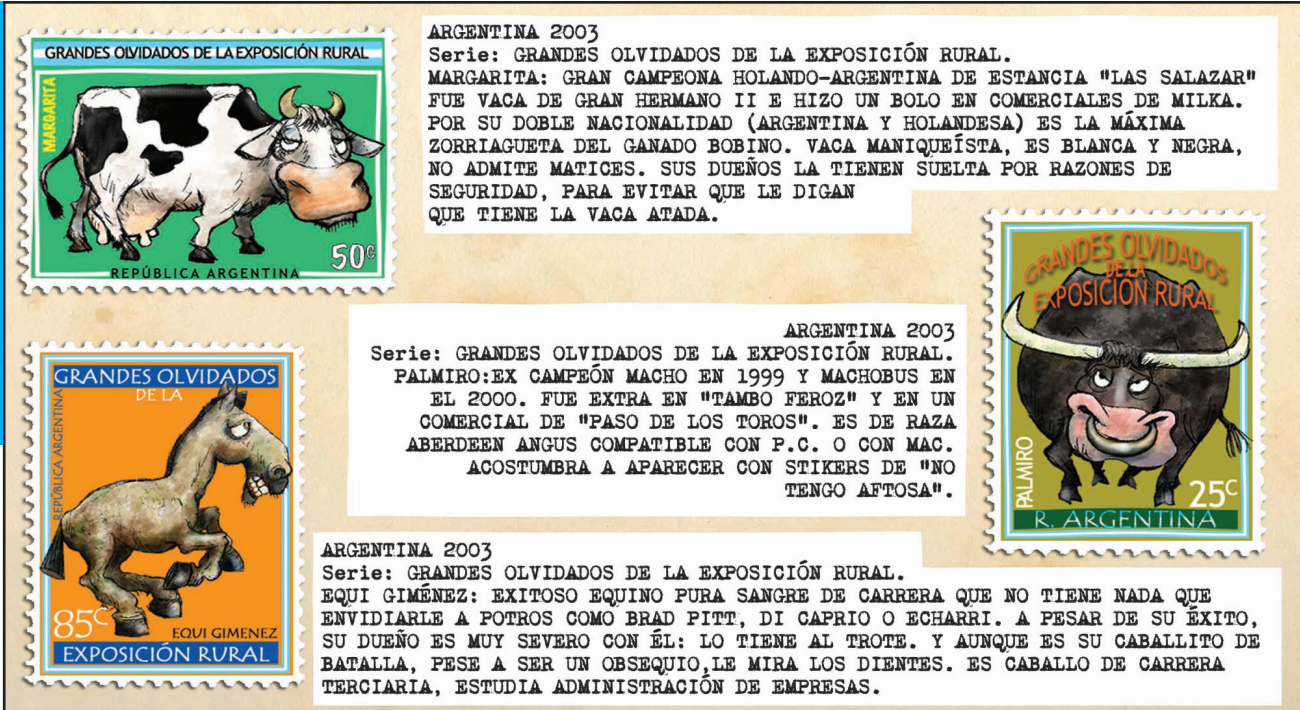 GRANDES OLVIDADOS DE LA EXPOSICIÓN RURAL
MARGARITA
50c
REPÚBLICA ARGENTINA
ARGENTINA 2003
Serie: GRANDES OLVIDADOS DE LA EXPOSICIÓN RURAL.
MARGARITA: GRAN CAMPEONA HOLANDO-ARGENTINA DE ESTANCIA "LAS SALAZAR"
FUE VACA DE GRAN HERMANO II E HIZO UN BOLO EN COMERCIALES DE MILKA.
POR SU DOBLE NACIONALIDAD (ARGENTINA Y HOLANDESA) ES LA MÁXIMA
ZORRIAGUETA DEL GANADO BOBINO. VACA MANIQUEÍSTA, ES BLANCA Y NEGRA,
NO ADMITE MATICES. SUS DUEÑOS LA TIENEN SUELTA POR RAZONES DE
SEGURIDAD, PARA EVITAR QUE LE DIGAN
QUE TIENE LA VACA ATADA.
GRANDES OLVIDADOS
DE LA
EXPOSICIÓN RURAL
PALMIRO
25c
R. ARGENTINA
ARGENTINA 2003
Serie: GRANDES OLVIDADOS DE LA EXPOSICIÓN RURAL.
PALMIRO:EX CAMPEÓN MACHO EN 1999 Y MACHOBUS EN
EL 2000. FUE EXTRA EN "TAMBO FEROZ" Y EN UN
COMERCIAL DE "PASO DE LOS TOROS". ES DE RAZA
ABERDEEN ANGUS COMPATIBLE CON P.C. O CON MAC.
ACOSTUMBRA A APARECER CON STIKERS DE "NO
TENGO AFTOSA".
GRANDES OLVIDADOS
DE LA
REPÚBLICA ARGENTINA
85c
EQUI GIMENEZ
EXPOSICIÓN RURAL
ARGENTINA 2003
Serie: GRANDES OLVIDADOS DE LA EXPOSICIÓN RURAL.
EQUI GIMÉNEZ: EXITOSO EQUINO PURA SANGRE DE CARRERA QUE NO TIENE NADA QUE
ENVIDIARLE A POTROS COMO BRAD PITT, DI CAPRIO O ECHARRI. A PESAR DE SU ÉXITO,
SU DUEÑO ES MUY SEVERO CON ÉL: LO TIENE AL TROTE. Y AUNQUE ES SU CABALLITO DE
BATALLA, PESE A SER UN OBSEQUIO,LE MIRA LOS DIENTES. ES CABALLO DE CARRERA
TERCIARIA, ESTUDIA ADMINISTRACIÓN DE EMPRESAS.